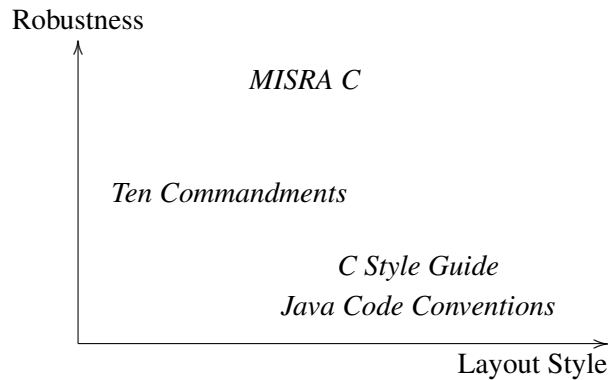 Robustness
MISRA C
Ten Commandments
C Style Guide
Java Code Conventions
Layout Style